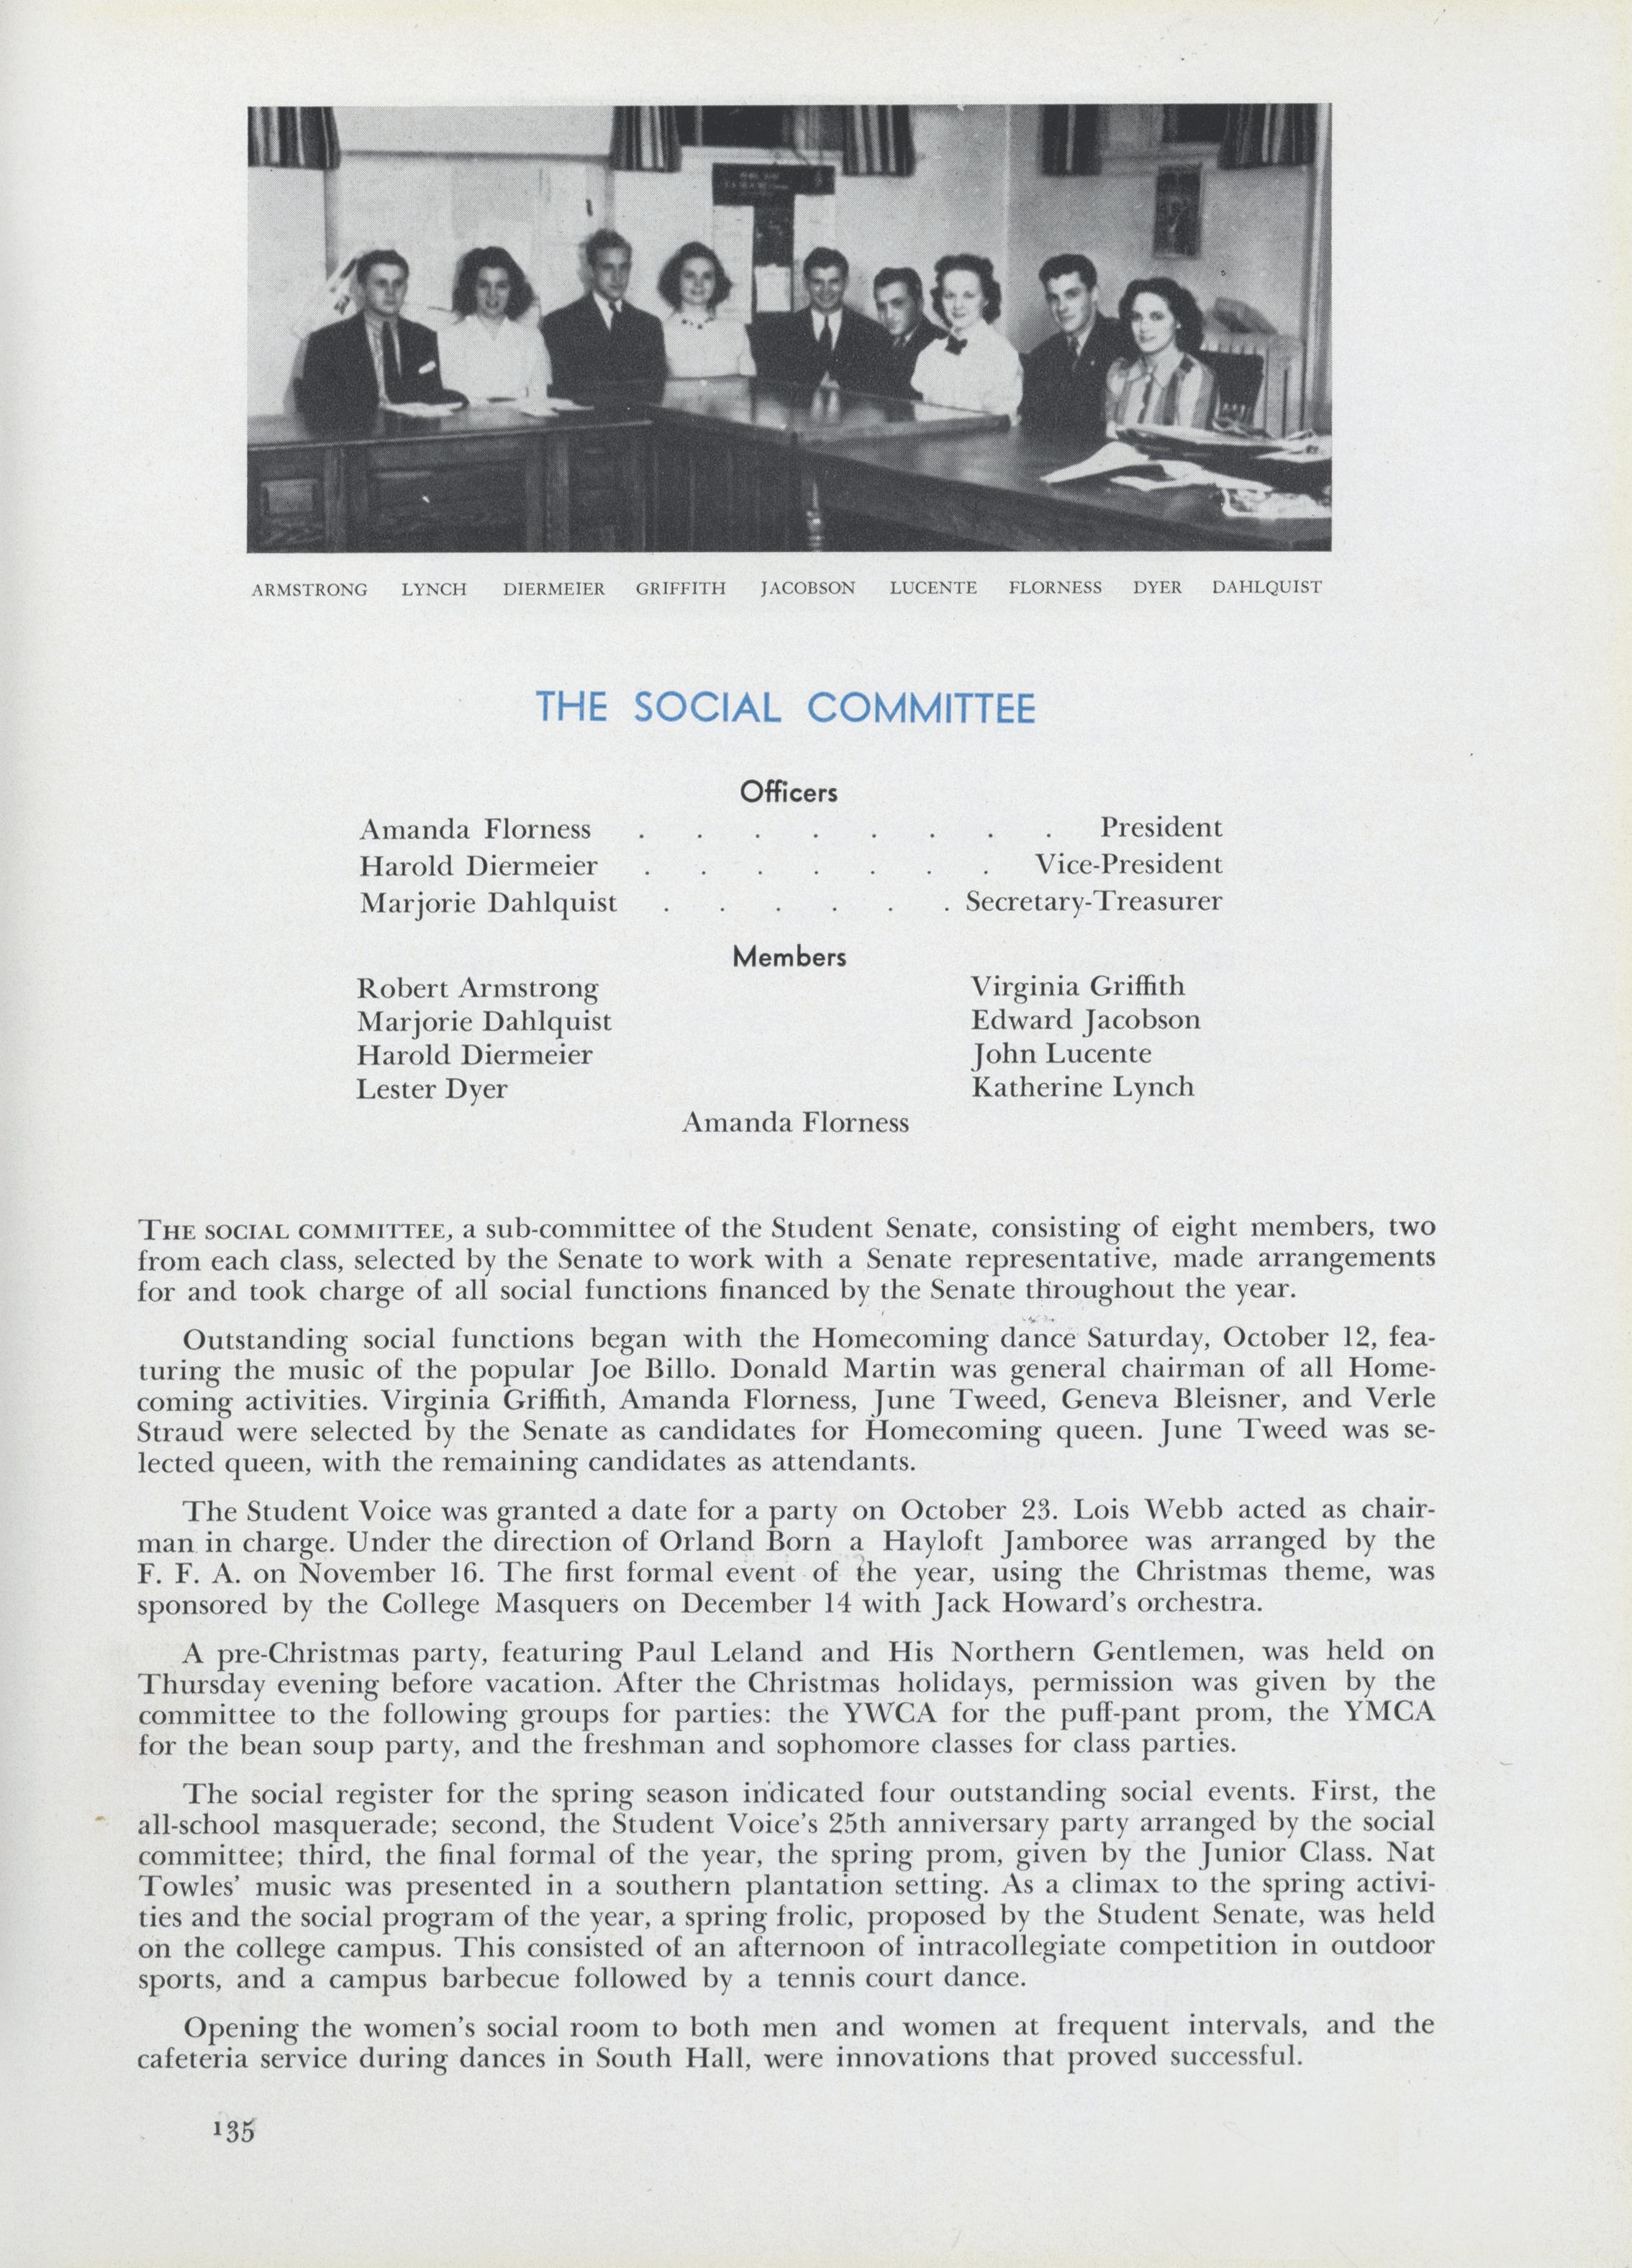 ARMSTRONG LYNCH DIERMEIER GRIFFITH JACOBSON LUCENTE FLORNESS DYER DAHLQUIST
THE SOCIAL COMMITTEE
Officers
Amanda Florness . . . . . . . . President
Harold Diermeier . . . . . . . Vice-President
Marjorie Dahlquist . . . . . . Secretary-Treasurer
Members
Robert Armstrong Virginia Griffith
Marjorie Dahlquist Edward Jacobson
Harold Diermeier John Lucente
Lester Dyer Katherine Lynch
Amanda Florness
THE SOCIAL COMMITTEE, a sub-committee of the Student Senate, consisting of eight members, two
from each class, selected by the Senate to work with a Senate representative, made arrangements
for and took charge of all social functions financed by the Senate throughout the year.
Outstanding social functions began with the Homecoming dance Saturday, October 12, fea-
turing the music of the popular Joe Billo. Donald Martin was general chairman of all Home-
coming activities. Virginia Griffith, Amanda Florness, June Tweed, Geneva Bleisner, and Verle
Straud were selected by the Senate as candidates for Homecoming queen. June Tweed was se-
lected queen, with the remaining candidates as attendants.
The Student Voice was granted a date for a party on October 23. Lois Webb acted as chair-
man in charge. Under the direction of Orland Born a Hayloft Jamboree was arranged by the
F. F. A. on November 16. The first formal event of the year, using the Christmas theme, was
sponsored by the College Masquers on December 14 with Jack Howard's orchestra.
A pre-Christmas party, featuring Paul Leland and His Northern Gentlemen, was held on
Thursday evening before vacation. After the Christmas holidays, permission was given by the
committee to the following groups for parties: the YWCA for the puff-pant prom, the YMCA
for the bean soup party, and the freshman and sophomore classes for class parties.
The social register for the spring season indicated four outstanding social events. First, the
all-school masquerade; second, the Student Voice's 25th anniversary party arranged by the social
committee; third, the final formal of the year, the spring prom, given by the Junior Class. Nat
Towles' music was presented in a southern plantation setting. As a climax to the spring activi-
ties and the social program of the year, a spring frolic, proposed by the Student Senate, was held
on the college campus. This consisted of an afternoon of intracollegiate competition in outdoor
sports, and a campus barbecue followed by a tennis court dance.
Opening the women's social room to both men and women at frequent intervals, and the
cafeteria service during dances in South Hall, were innovations that proved successful.
135